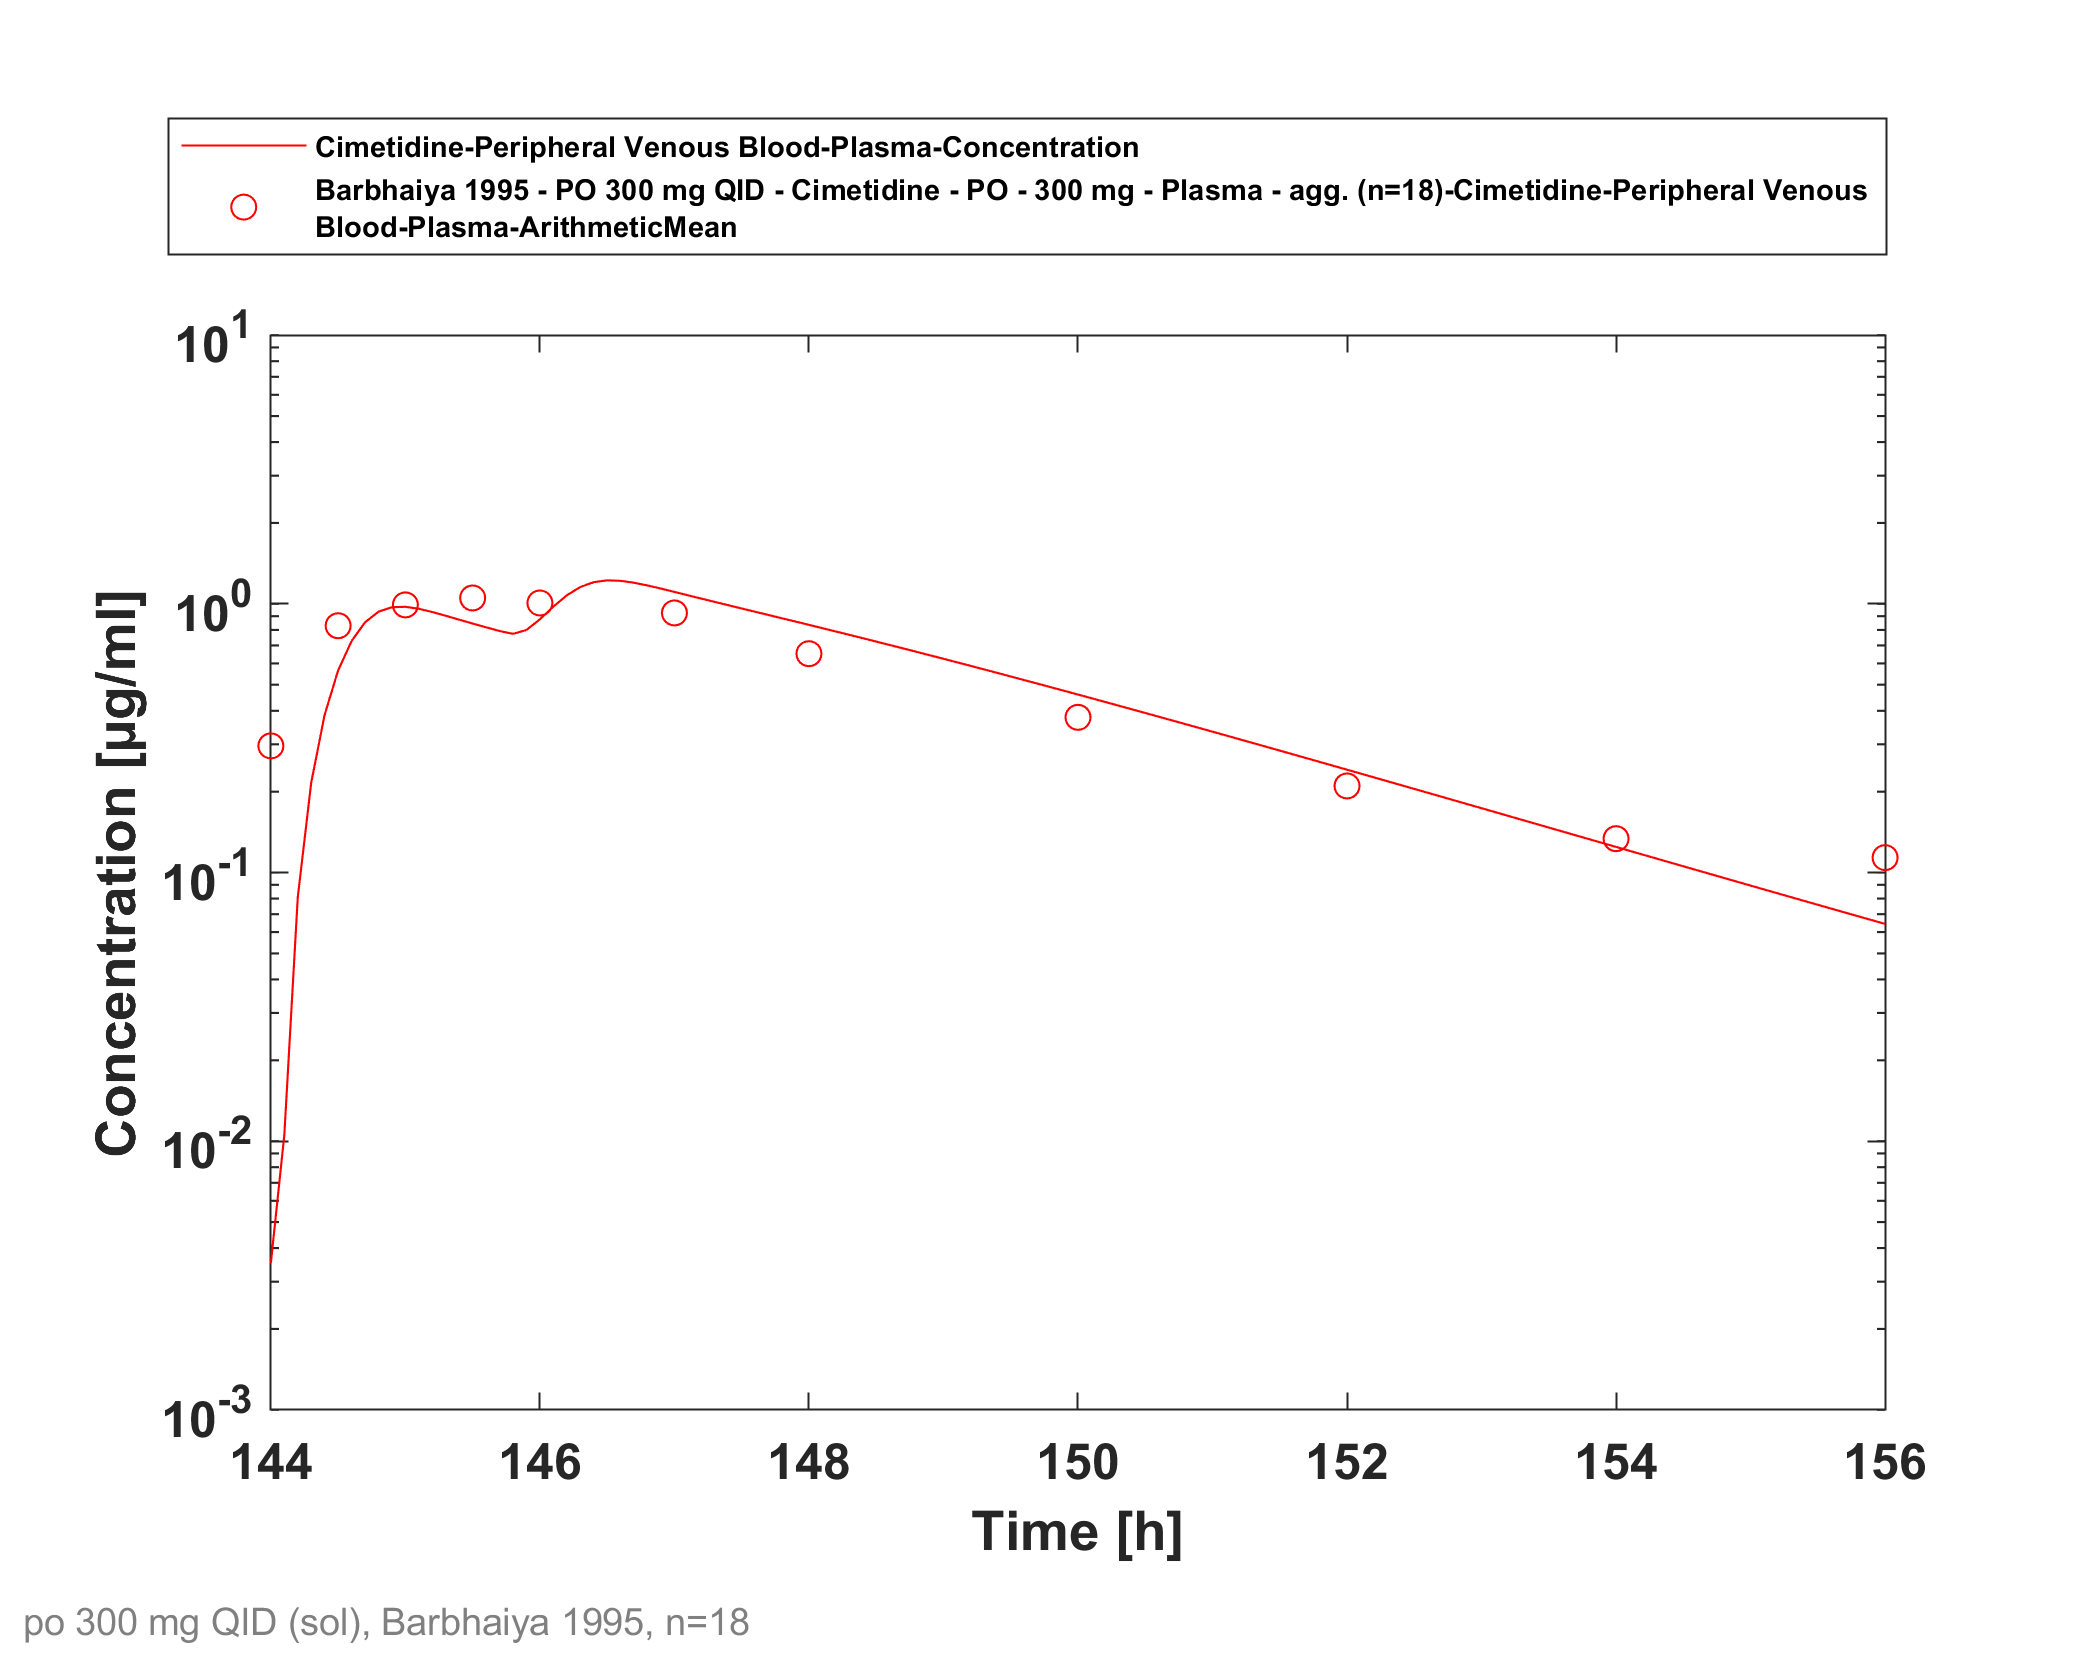 Cimetidine-Peripheral Venous Blood-Plasma-Concentration
Barbhaiya 1995 - PO 300 mg QID - Cimetidine - PO - 300 mg - Plasma - agg. (n=18)-Cimetidine-Peripheral Venous
Blood-Plasma-ArithmeticMean
10^1
10^0
10^-1
10^-2
10^-3
Concentration [µg/ml]
144 146 148 150 152 154 156
Time [h]
po 300 mg QID (sol), Barbhaiya 1995, n=18